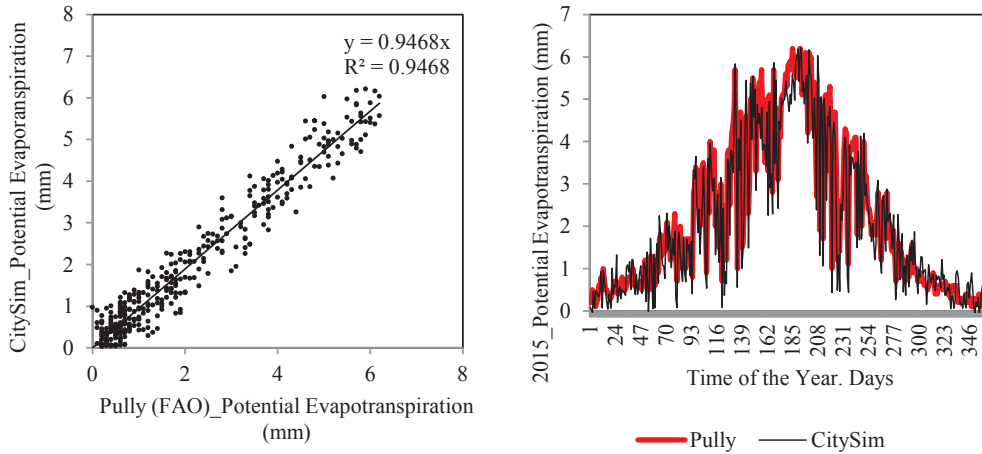 8
7
6
5
4
3
2
1
0
CitySim_Potential Evaporanspiration
(mm)
y = 0.9468x
R² = 0.9468
0 2 4 6 8
Pully (FAO)_Potential Evapotranspiration
(mm)
7
6
5
4
3
2
1
0
2015_Potential Evapotranspiration (mm)
1 24 47 70 93 116 139 162 185 208 231 254 277 300 323 346
Time of the Year. Days
Pully CitySim